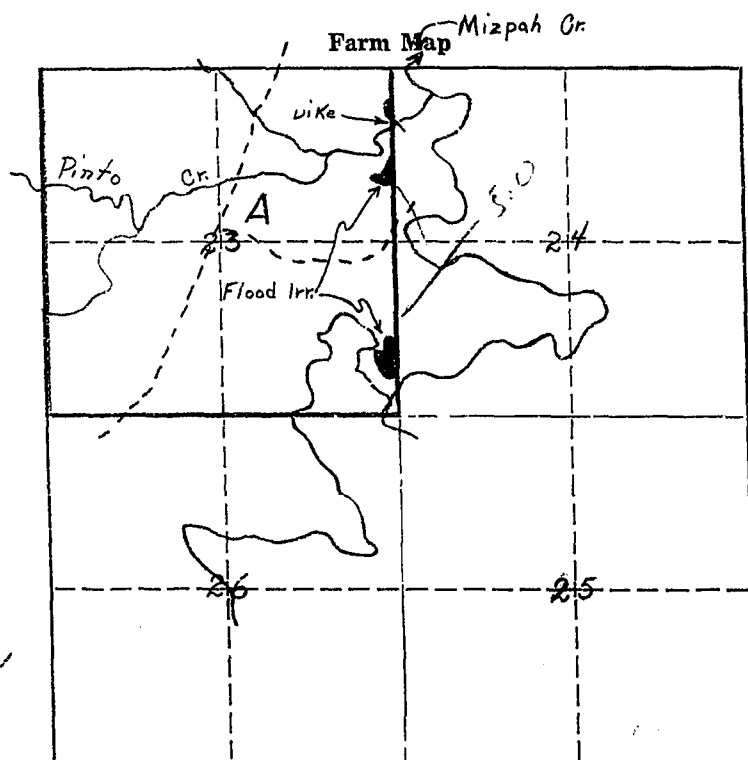 Farm Map
Mizpah Cr.
Dike
Pinto Cr.
A
23
24
Flood Irr.
26
25